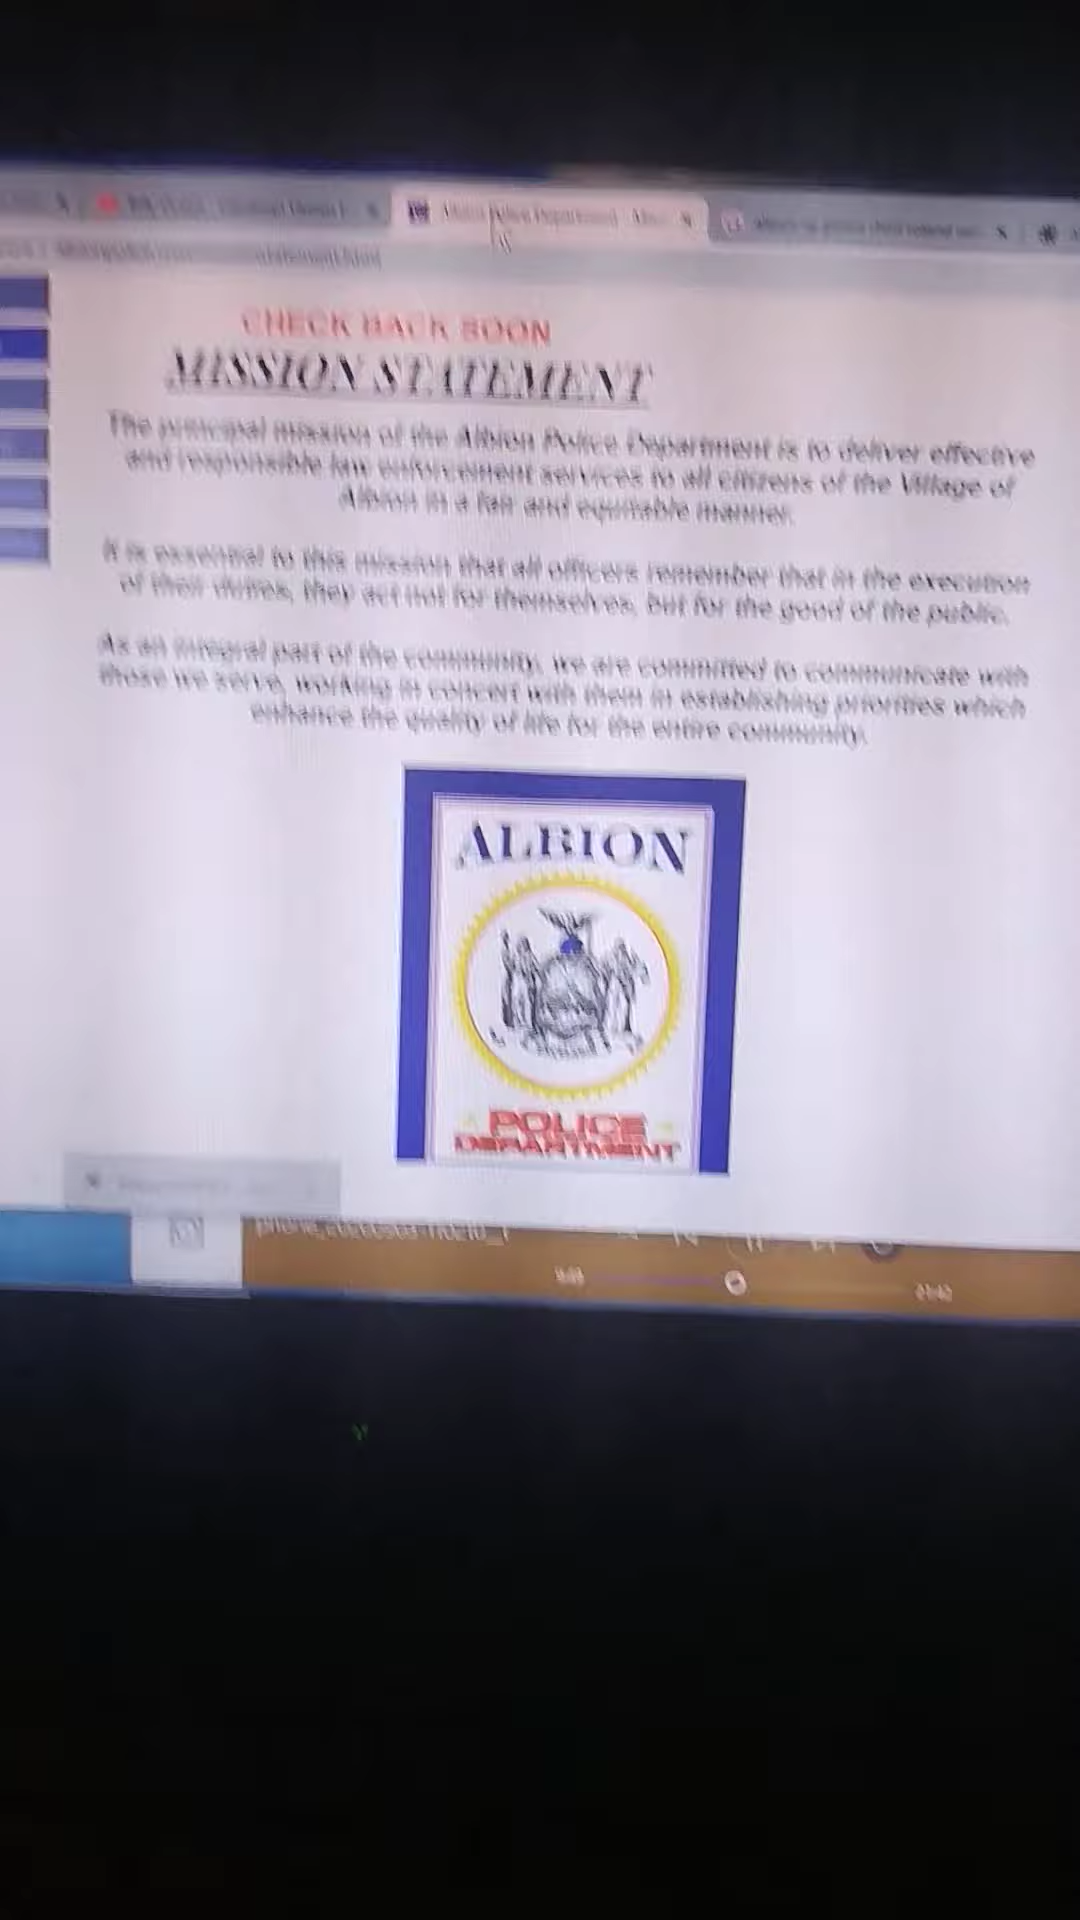 Albion Police Department - Albi
CHECK BACK SOON
MISSION STATEMENT
The principal mission of the Albion Police Department is to deliver effective
and responsible law enforcement services to all citizens of the Village of
Albion in a fair and equitable manner.
It is essential to this mission that all officers remember that in the execution
of their duties, they act not for themselves, but for the good of the public.
As an integral part of the community, we are committed to communicate with
those we serve, working in concert with them in establishing priorities which
enhance the quality of life for the entire community.
ALBION
POLICE
DEPARTMENT